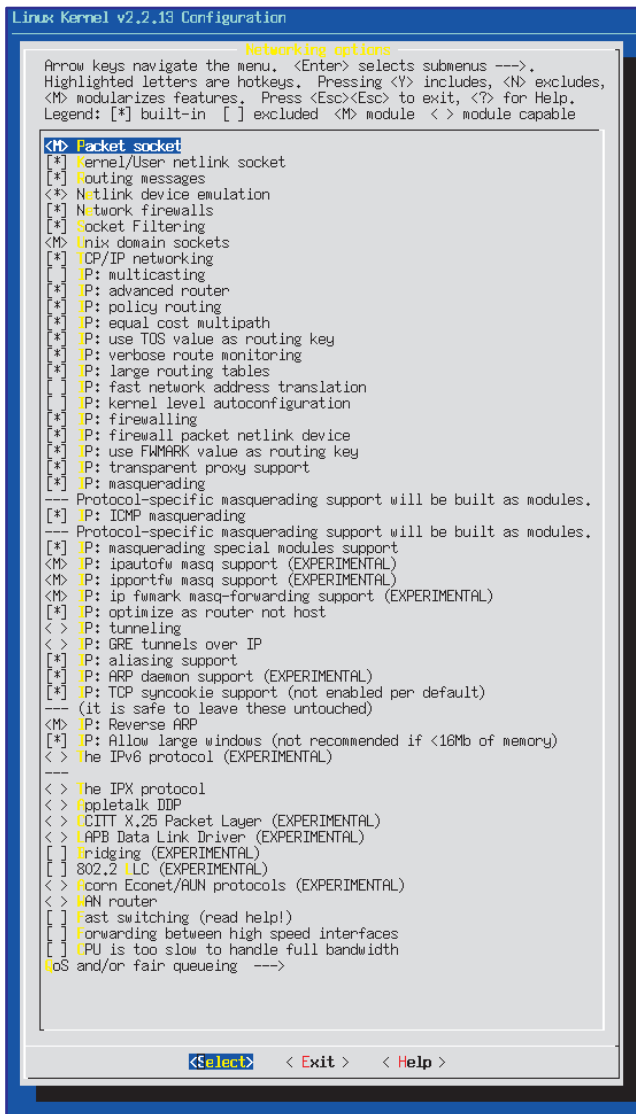 Linux Kernel v2.2.13 Configuration
Networking options
Arrow keys navigate the menu. <Enter> selects submenus --->.
Highlighted letters are hotkeys. Pressing <Y> includes, <N> excludes,
<M> modularizes features. Press <Esc><Esc> to exit, <?> for Help.
Legend: [*] built-in [ ] excluded <M> module < > module capable
<M> Packet socket
[*] Kernel/User netlink socket
[*] Routing messages
<*> Netlink device emulation
[*] Network firewalls
[*] Socket Filtering
<M> Unix domain sockets
[*] TCP/IP networking
[ ] IP: multicasting
[*] IP: advanced router
[*] IP: policy routing
[*] IP: equal cost multipath
[*] IP: use TOS value as routing key
[*] IP: verbose route monitoring
[*] IP: large routing tables
[ ] IP: fast network address translation
[ ] IP: kernel level autoconfiguration
[*] IP: firewalling
[*] IP: firewall packet netlink device
[*] IP: use FWMARK value as routing key
[*] IP: transparent proxy support
[*] IP: masquerading
--- Protocol-specific masquerading support will be built as modules.
[*] IP: ICMP masquerading
--- Protocol-specific masquerading support will be built as modules.
[*] IP: masquerading special modules support
<M> IP: ipautofw masq support (EXPERIMENTAL)
<M> IP: ipportfw masq support (EXPERIMENTAL)
<M> IP: ip fwmark masq-forwarding support (EXPERIMENTAL)
[*] IP: optimize as router not host
< > IP: tunneling
< > IP: GRE tunnels over IP
[*] IP: aliasing support
[*] IP: ARP daemon support (EXPERIMENTAL)
[*] IP: TCP syncookie support (not enabled per default)
--- (it is safe to leave these untouched)
<M> IP: Reverse ARP
[*] IP: Allow large windows (not recommended if <16Mb of memory)
< > The IPv6 protocol (EXPERIMENTAL)
---
< > The IPX protocol
< > Appletalk DDP
< > CCITT X.25 Packet Layer (EXPERIMENTAL)
< > LAPB Data Link Driver (EXPERIMENTAL)
[ ] Bridging (EXPERIMENTAL)
[ ] 802.2 LLC (EXPERIMENTAL)
< > Acorn Econet/AUN protocols (EXPERIMENTAL)
< > WAN router
[ ] Fast switching (read help!)
[ ] Forwarding between high speed interfaces
[ ] CPU is too slow to handle full bandwidth
QoS and/or fair queueing --->
<Select> < Exit > < Help >